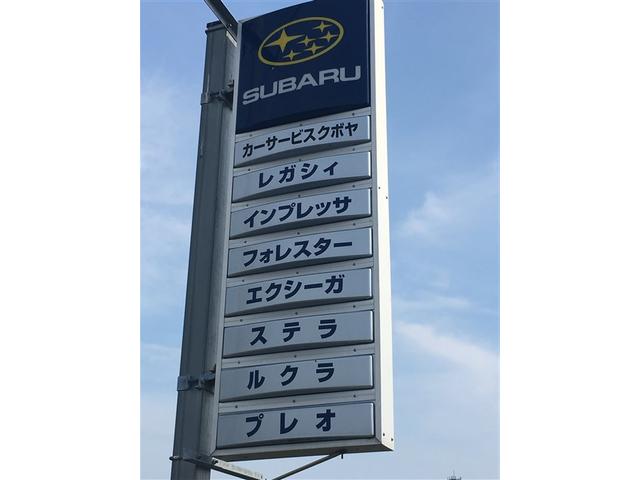 SUBARU
カーサービスクボヤ
レガシィ
インプレッサ
フォレスター
エクシーガ
ステラ
ルクラ
プレオ